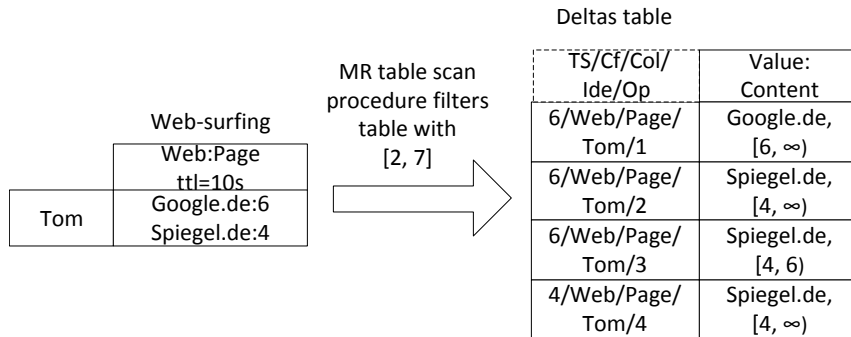 Deltas table
TS/Cf/Col/
Ide/Op
Value:
Content
MR table scan
procedure filters
table with
[2, 7]
Web-surfing
Web:Page
ttl=10s
Tom
Google.de:6
Spiegel.de:4
6/Web/Page/
Tom/1
Google.de,
[6, ∞)
6/Web/Page/
Tom/2
Spiegel.de,
[4, ∞)
6/Web/Page/
Tom/3
Spiegel.de,
[4, 6)
4/Web/Page/
Tom/4
Spiegel.de,
[4, ∞)